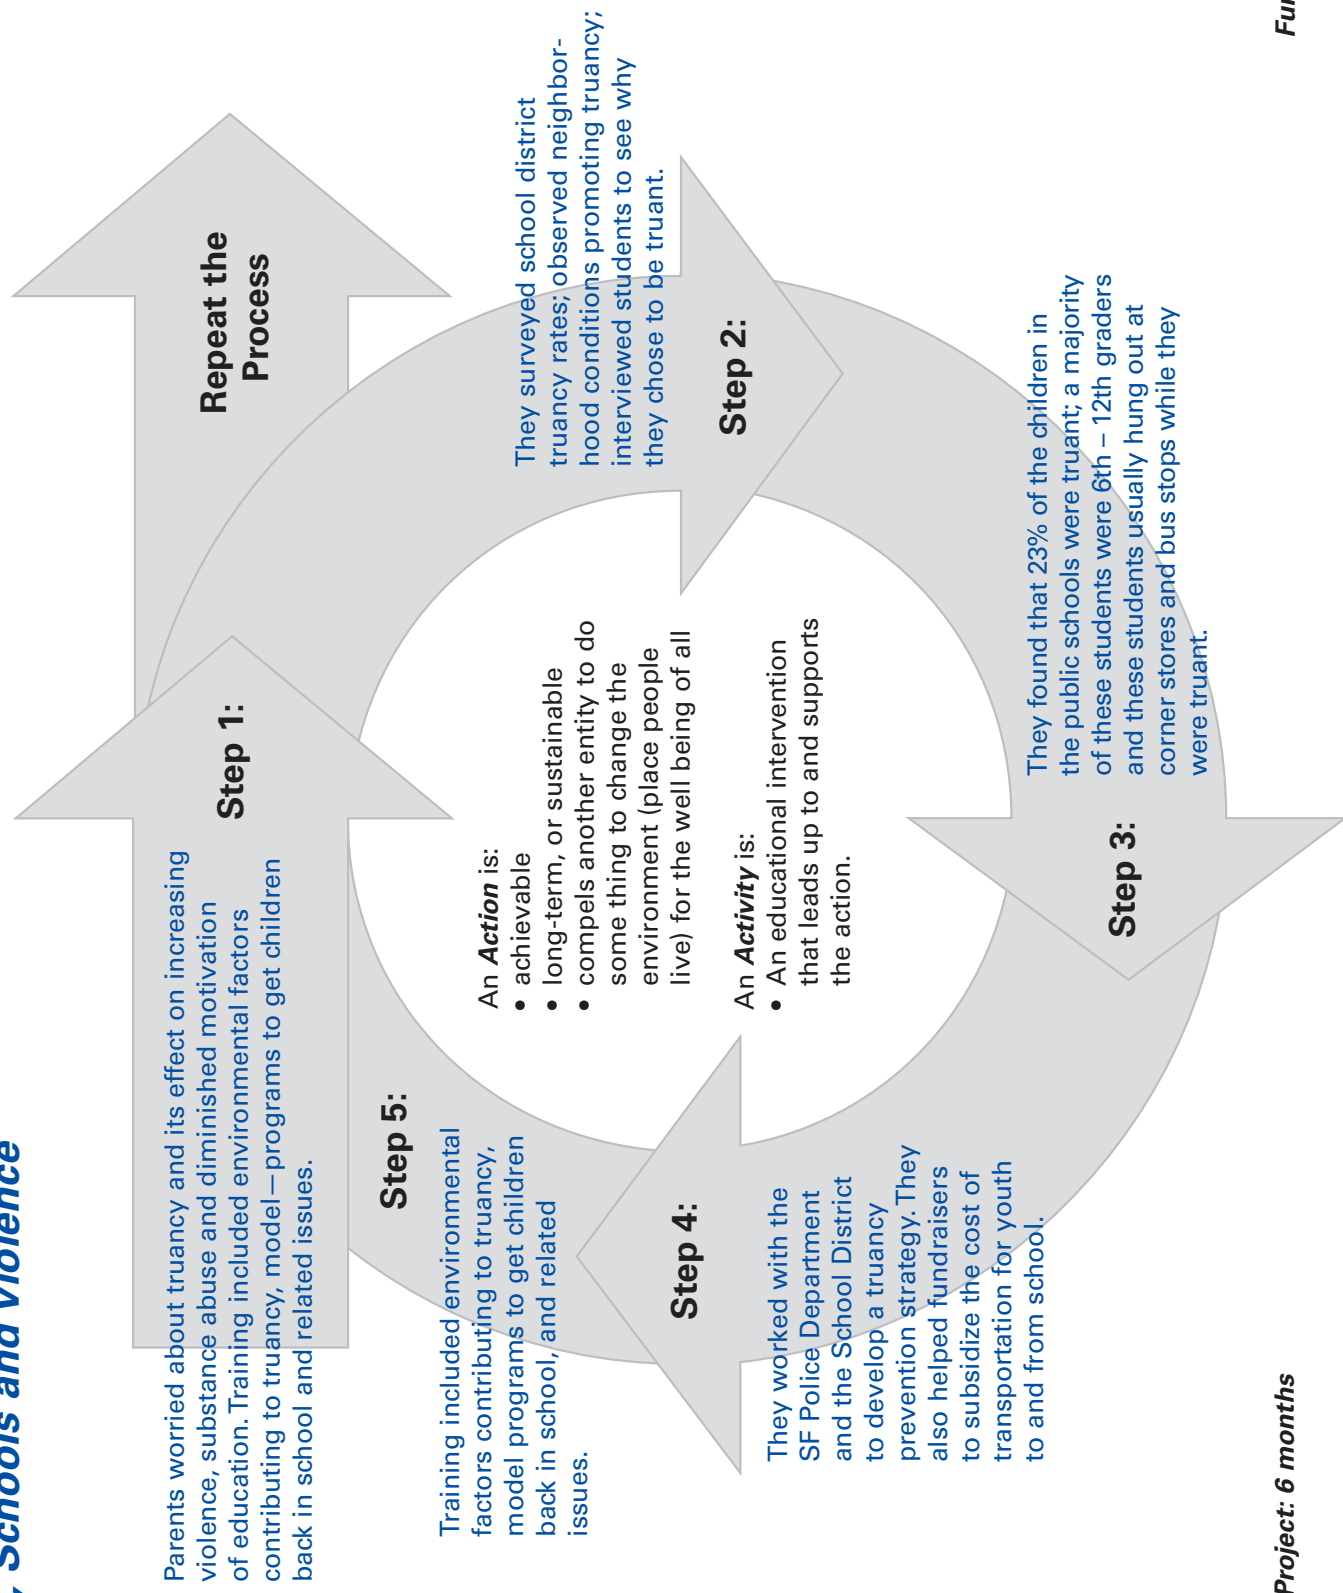 , Schools and Violence
Parents worried about truancy and its effect on increasing
violence, substance abuse and diminished motivation
of education. Training included environmental factors
contributing to truancy, model — programs to get children
back in school and related issues.
Step 1:
Repeat the
Process
They surveyed school district
truancy rates; observed neighbor-
hood conditions promoting truancy;
interviewed students to see why
they chose to be truant.
Step 2:
They found that 23% of the children in
the public schools were truant; a majority
of these students were 6th – 12th graders
and these students usually hung out at
corner stores and bus stops while they
were truant.
Step 3:
Step 4:
They worked with the
SF Police Department
and the School District
to develop a truancy
prevention strategy. They
also helped fundraisers
to subsidize the cost of
transportation for youth
to and from school.
Step 5:
Training included environmental
factors contributing to truancy,
model programs to get children
back in school, and related
issues.
An Action is:
• achievable
• long-term, or sustainable
• compels another entity to do
some thing to change the
environment (place people
live) for the well being of all
An Activity is:
• An educational intervention
that leads up to and supports
the action.
Project: 6 months